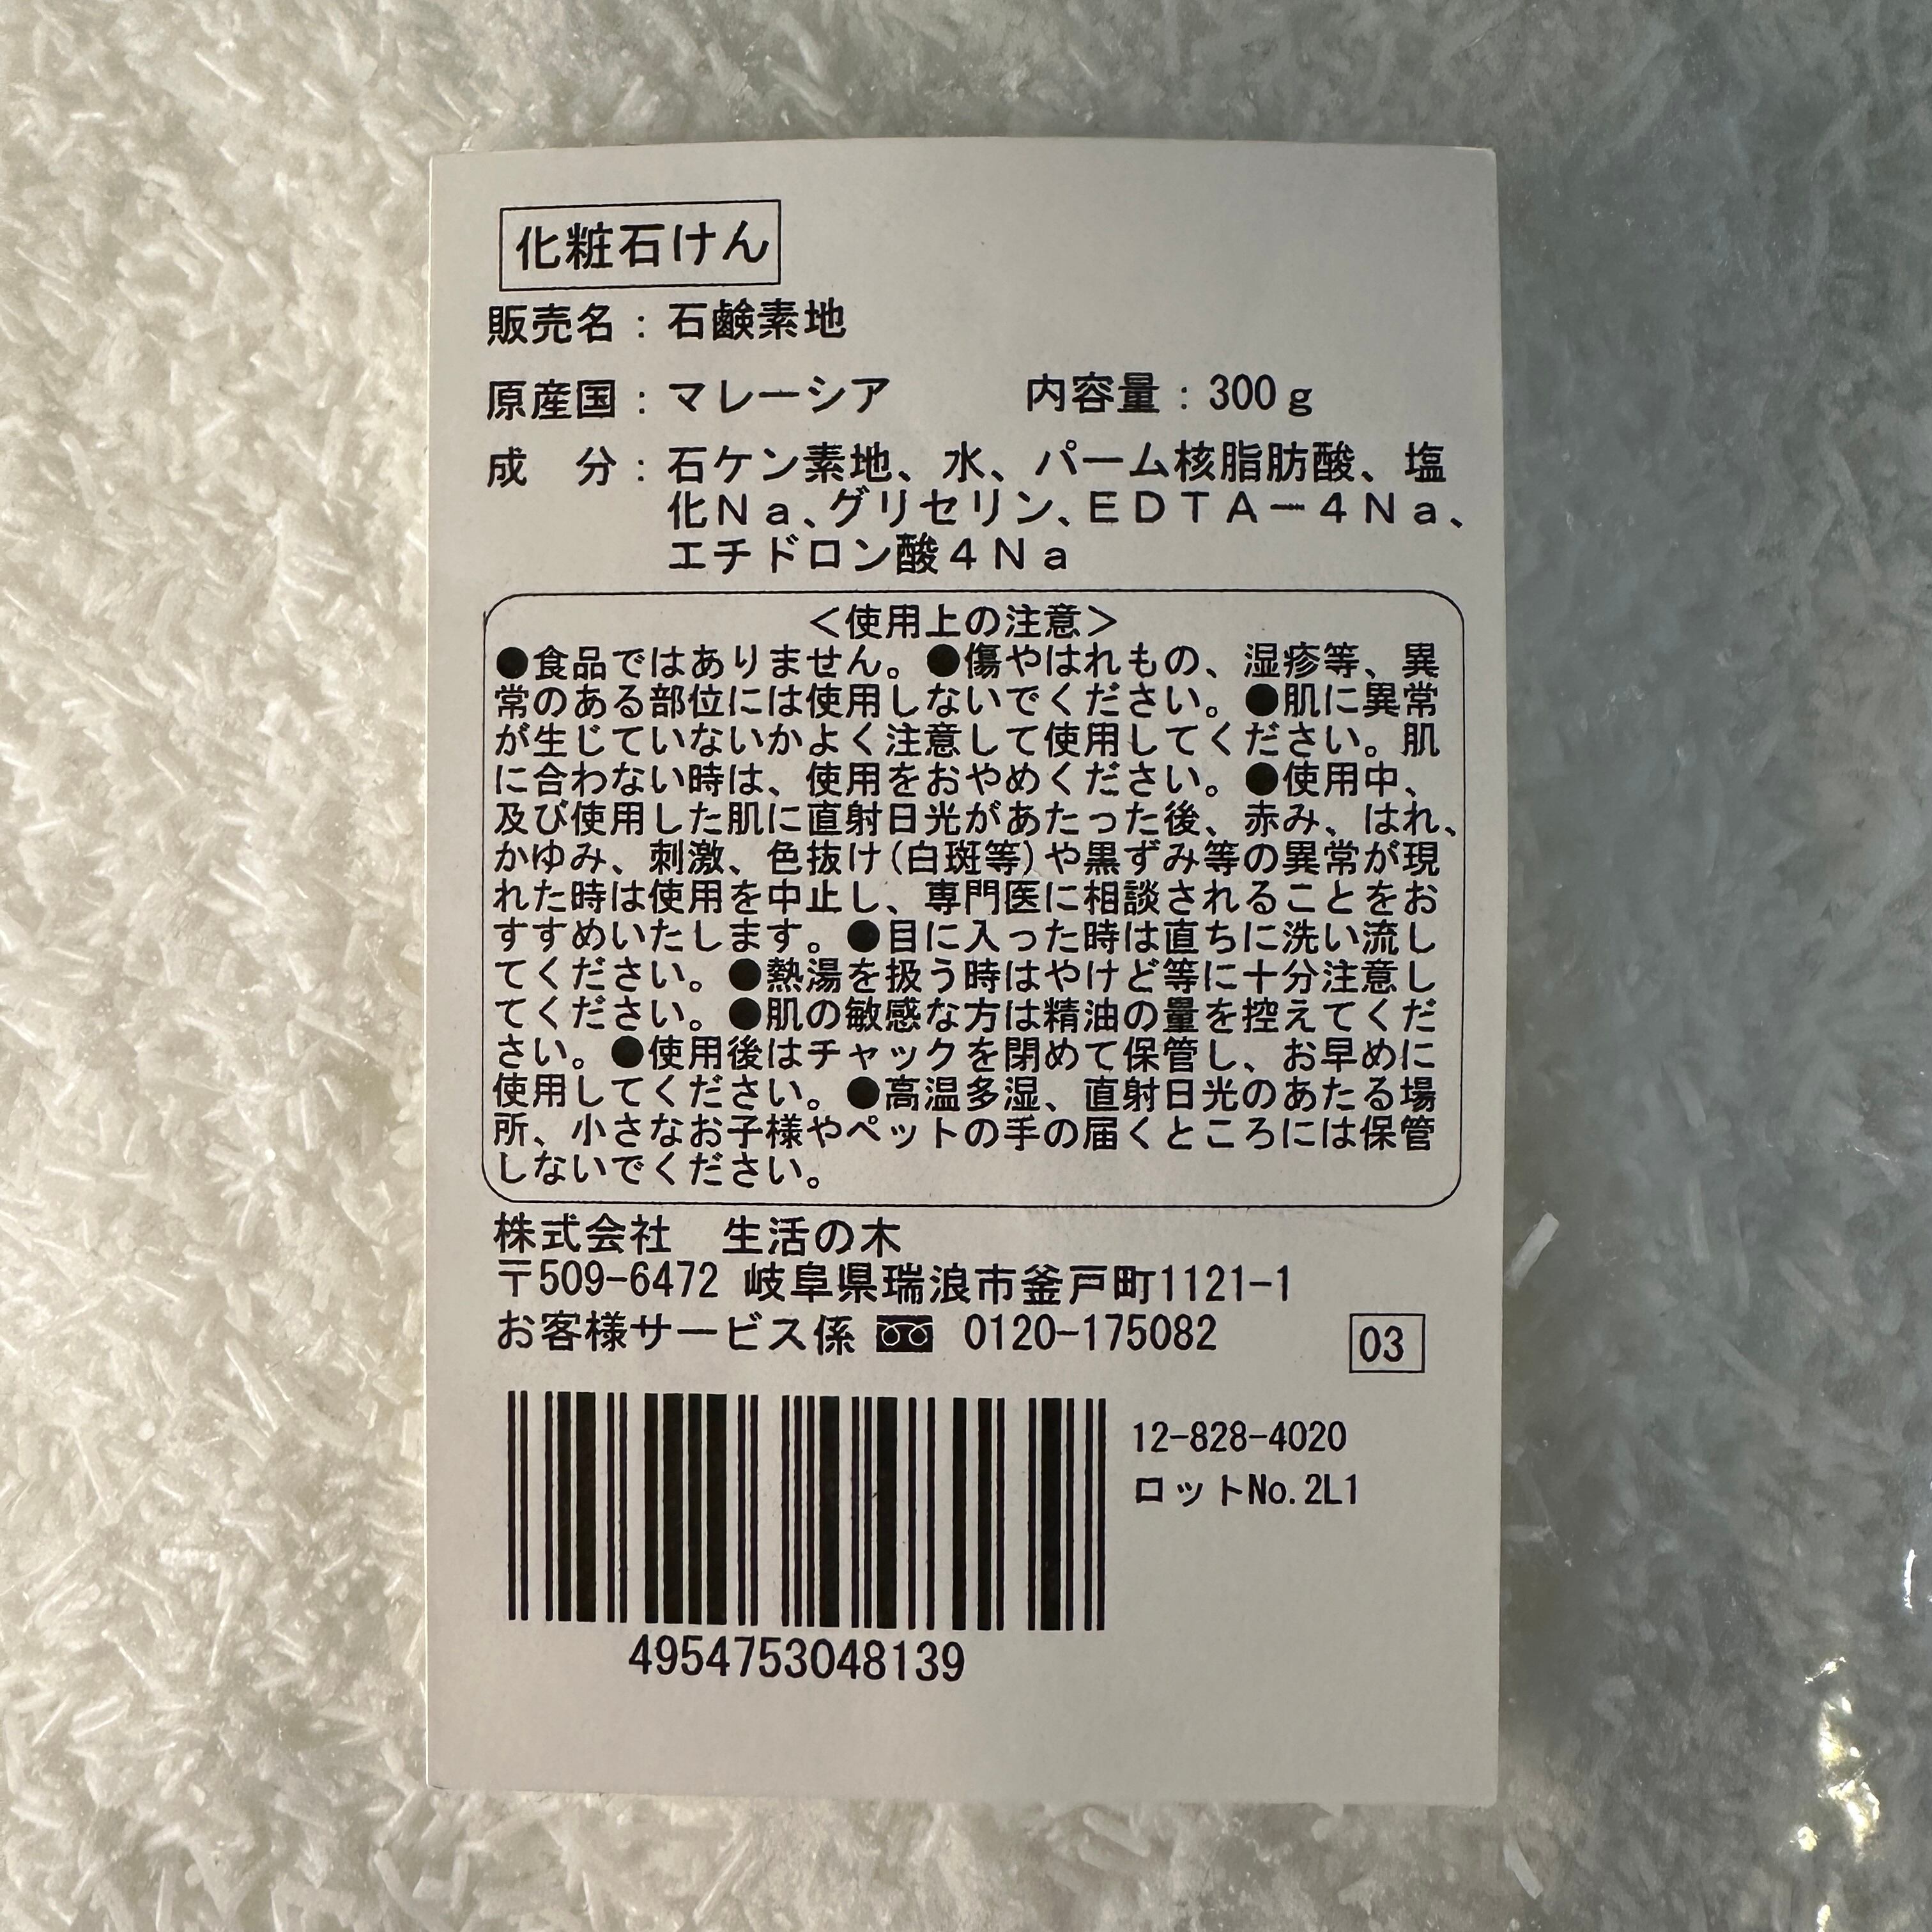 化粧石けん
販売名：石鹸素地
原産国：マレーシア　内容量：300g
成　分：石ケン素地、水、パーム核脂肪酸、塩
化Ｎａ、グリセリン、ＥＤＴＡ－４Ｎａ、
エチドロン酸４Ｎａ
＜使用上の注意＞
●食品ではありません。●傷やはれもの、湿疹等、異
常のある部位には使用しないでください。●肌に異常
が生じていないかよく注意して使用してください。肌
に合わない時は、使用をおやめください。●使用中、
及び使用した肌に直射日光があたった後、赤み、はれ、
かゆみ、刺激、色抜け(白斑等)や黒ずみ等の異常が現
れた時は使用を中止し、専門医に相談されることをお
すすめいたします。●目に入った時は直ちに洗い流し
てください。●熱湯を扱う時はやけど等に十分注意し
てください。●肌の敏感な方は精油の量を控えてくだ
さい。●使用後はチャックを閉めて保管し、お早めに
使用してください。●高温多湿、直射日光のあたる場
所、小さなお子様やペットの手の届くところには保管
しないでください。
株式会社　生活の木
〒509-6472 岐阜県瑞浪市釜戸町1121-1
お客様サービス係 0120-175082
03
12-828-4020
ロットNo.2L1
4954753048139